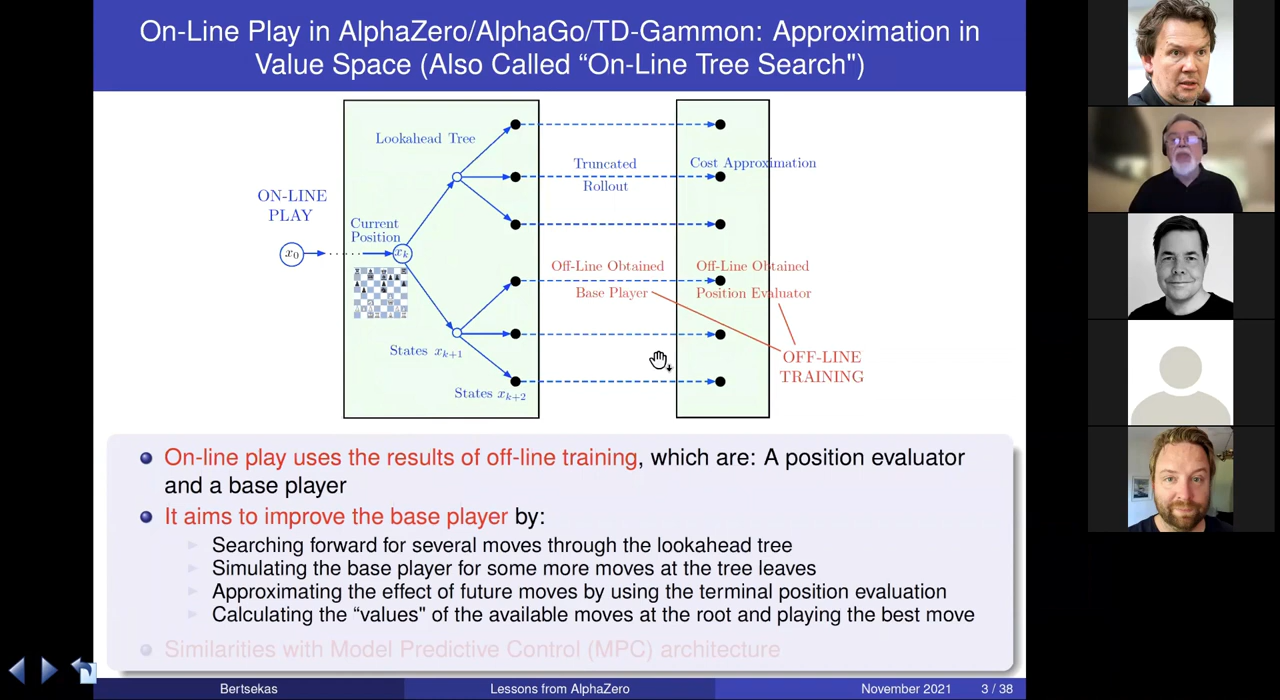 On-Line Play in AlphaZero/AlphaGo/TD-Gammon: Approximation in
Value Space (Also Called “On-Line Tree Search")
Lookahead Tree
Truncated
Rollout
Cost Approximation
ON-LINE
PLAY
Current
Position
x0
xk
Off-Line Obtained
Base Player
Off-Line Obtained
Position Evaluator
States xk+1
OFF-LINE
TRAINING
States xk+2
On-line play uses the results of off-line training, which are: A position evaluator
and a base player
It aims to improve the base player by:
Searching forward for several moves through the lookahead tree
Simulating the base player for some more moves at the tree leaves
Approximating the effect of future moves by using the terminal position evaluation
Calculating the “values" of the available moves at the root and playing the best move
Similarities with Model Predictive Control (MPC) architecture
Bertsekas
Lessons from AlphaZero
November 2021
3 / 38